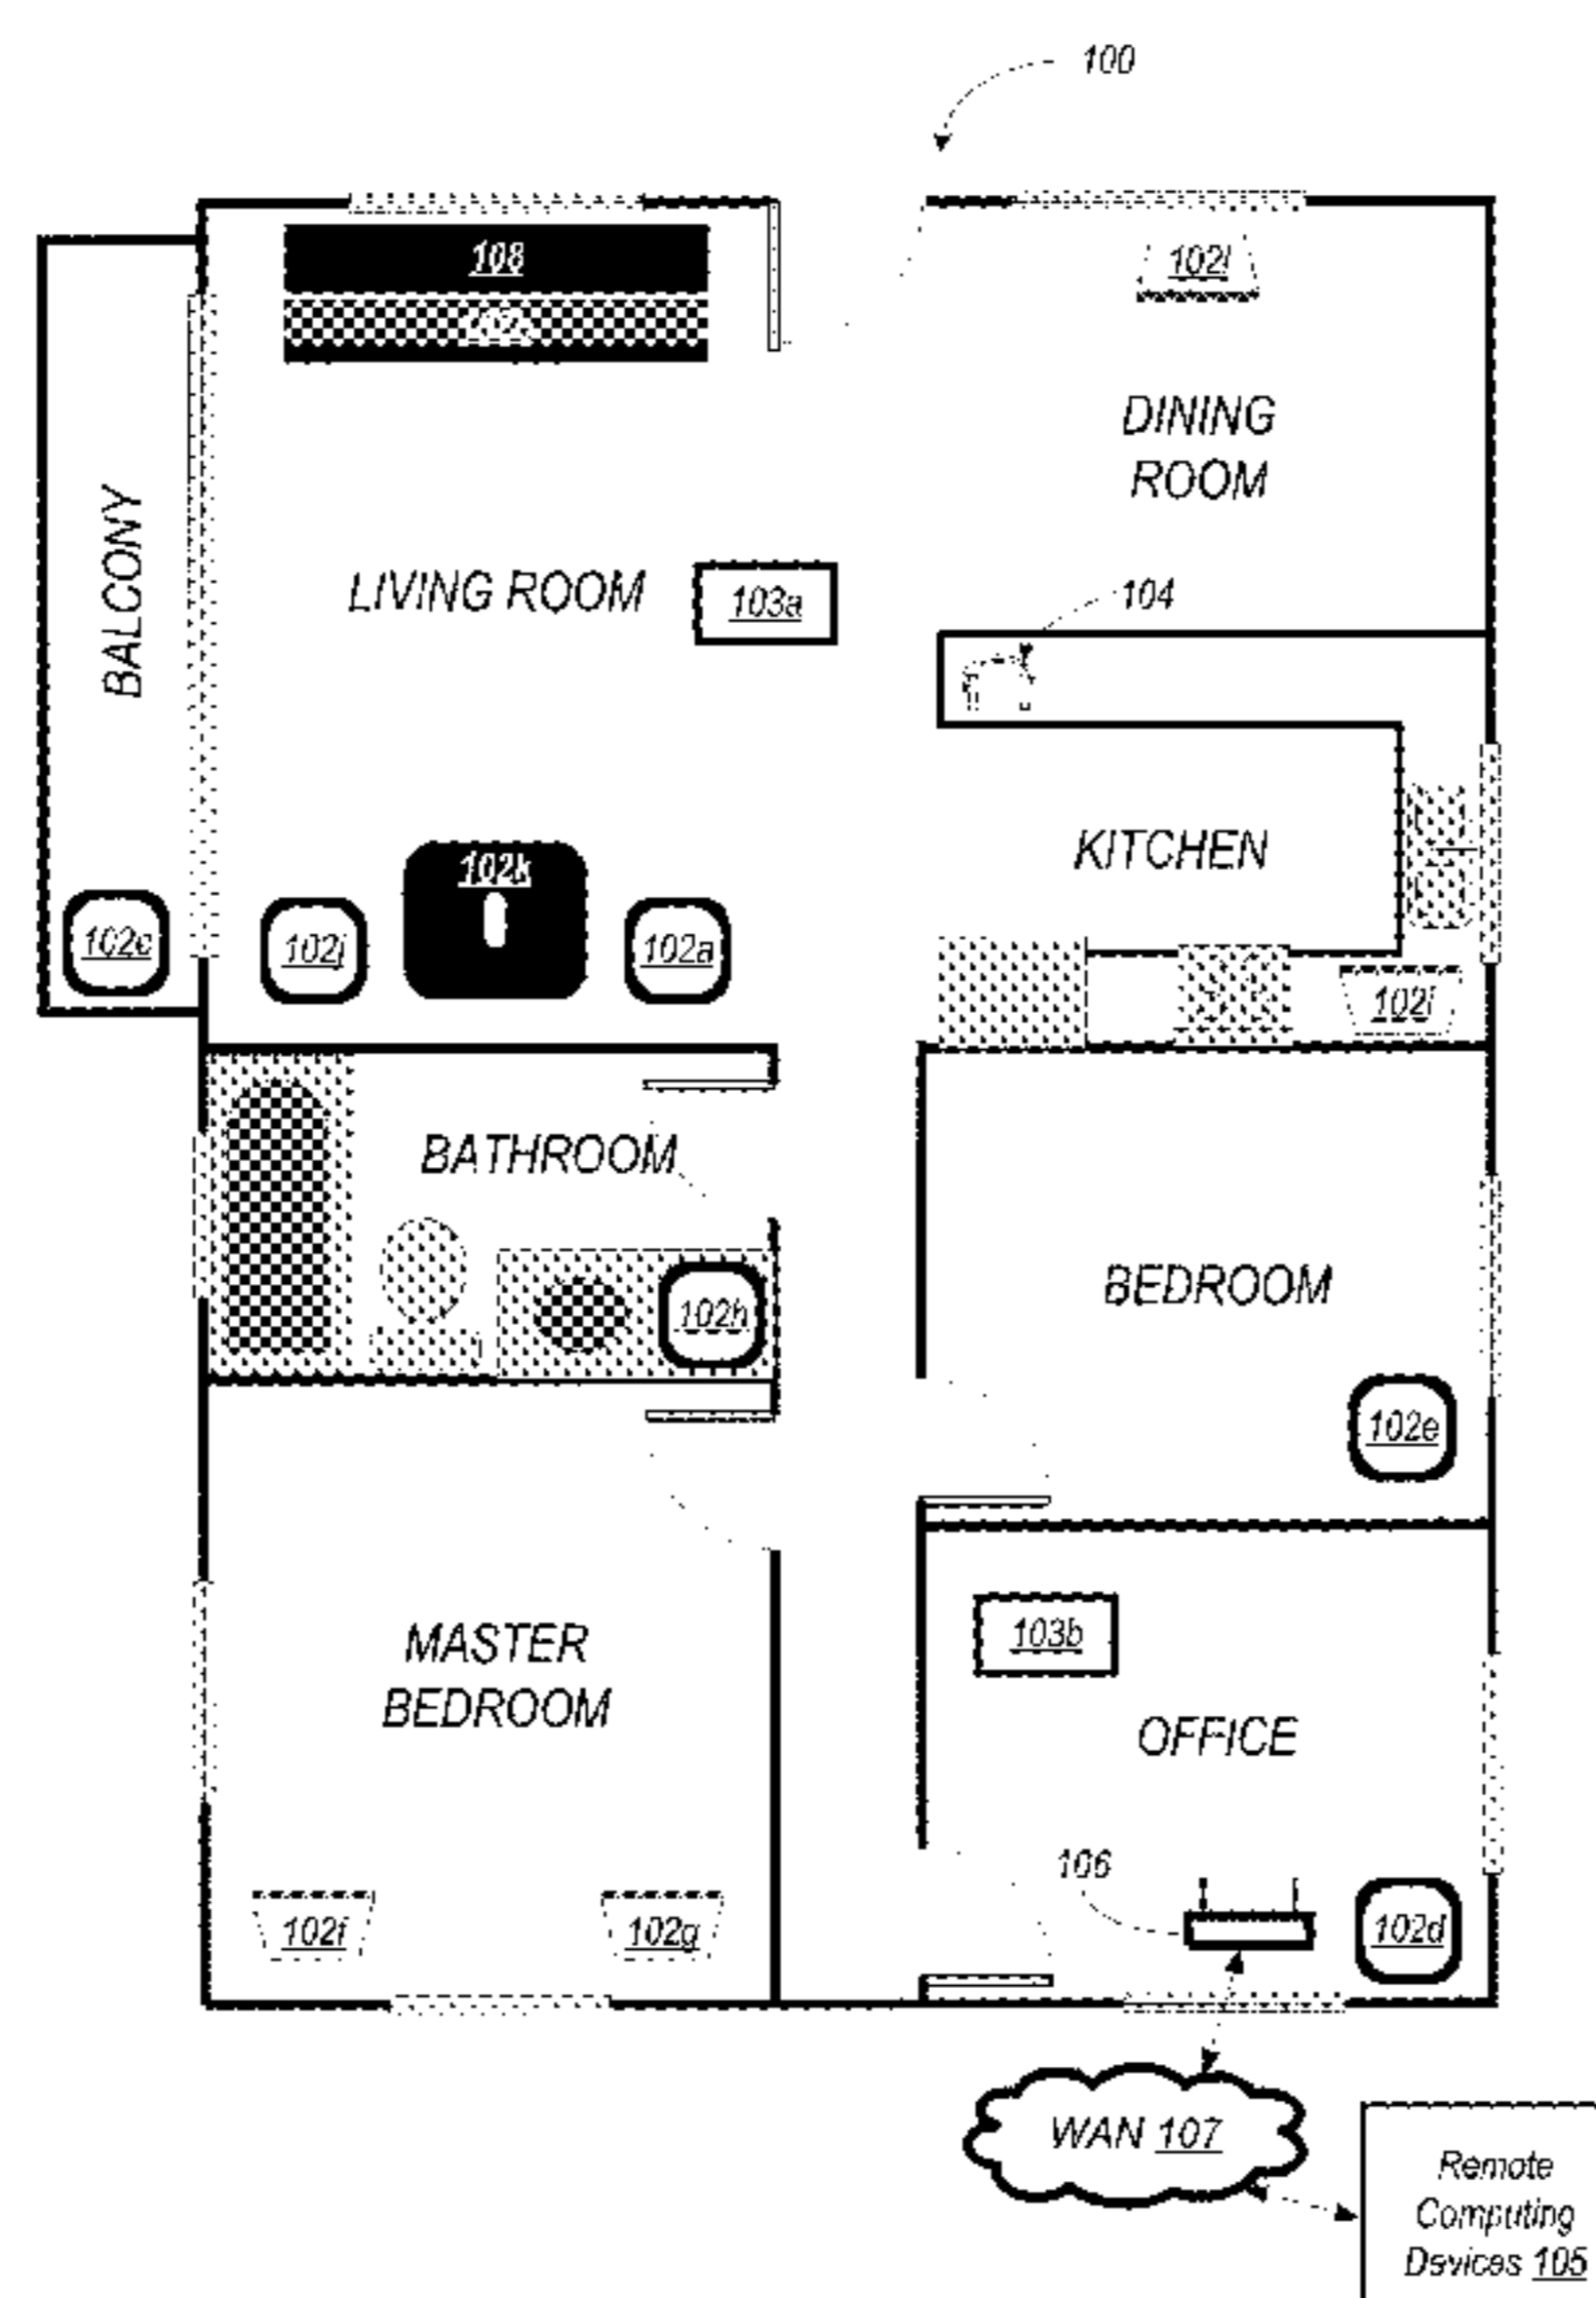 100
108
102l
DINING
ROOM
BALCONY
LIVING ROOM
103a
104
KITCHEN
102k
102c
102j
102a
102i
BATHROOM
102h
BEDROOM
102e
103b
MASTER
BEDROOM
OFFICE
106
102f
102g
102d
WAN 107
Remote
Computing
Devices 105